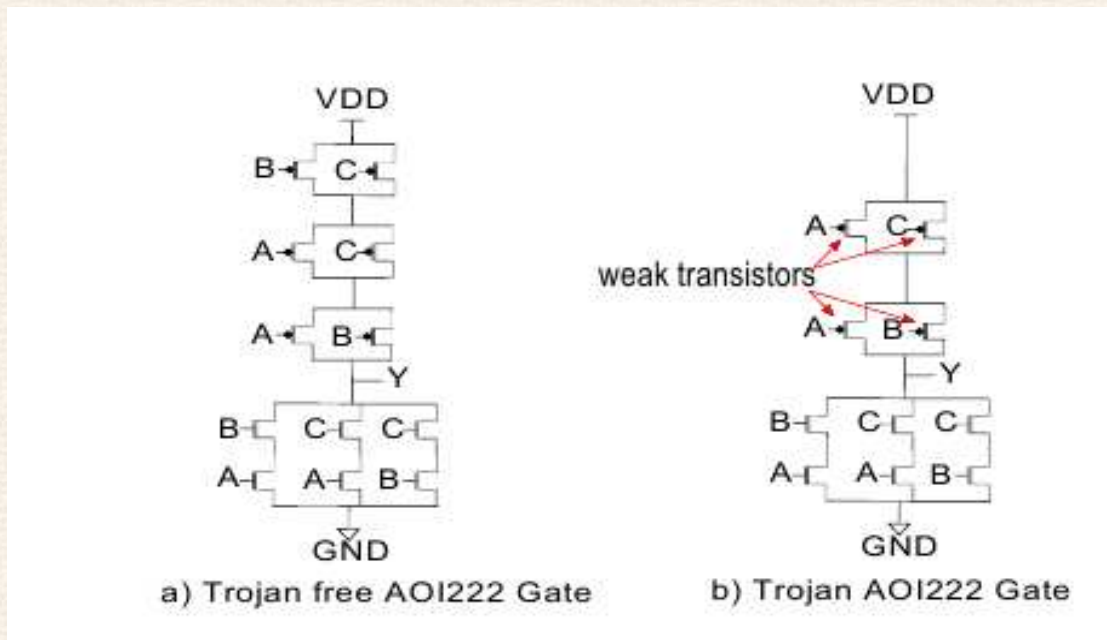 VDD
B C
A C
A B
Y
B C C
A A B
GND
a) Trojan free AOI222 Gate
VDD
A C
weak transistors
A B
Y
B C C
A A B
GND
b) Trojan AOI222 Gate